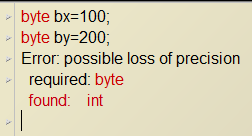 byte bx=100;
byte by=200;
Error: possible loss of precision
required: byte
found: int